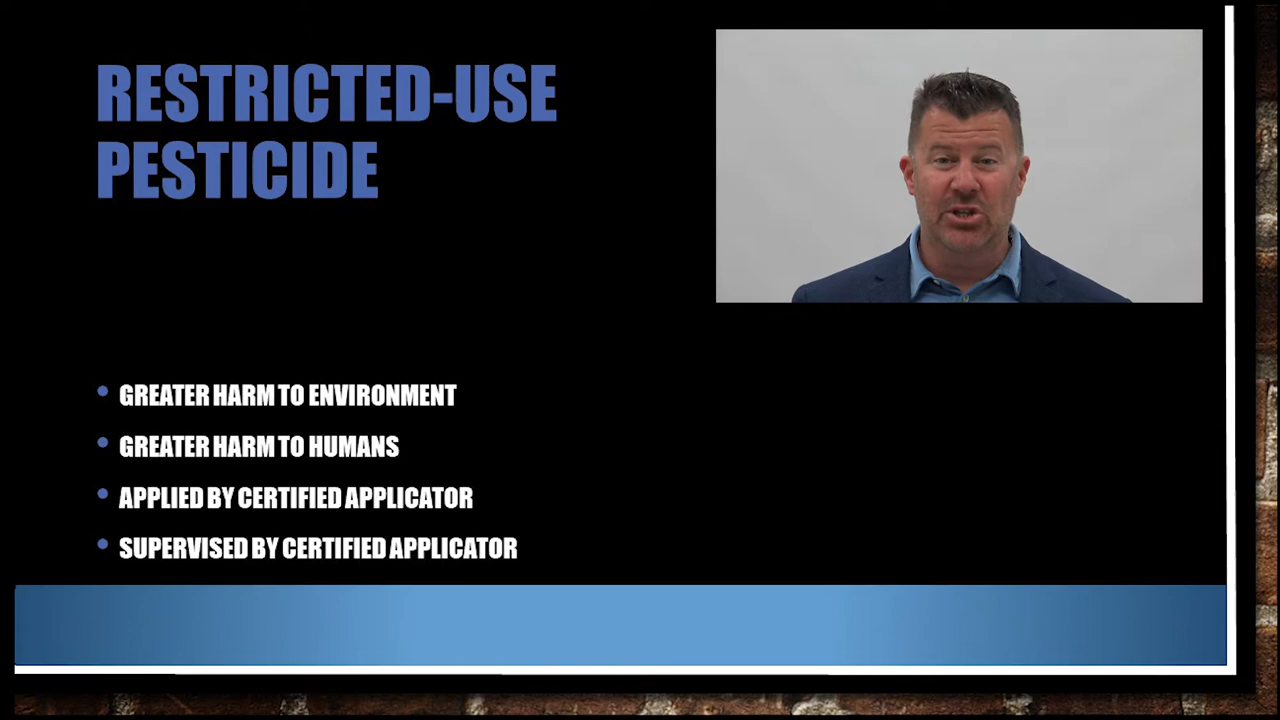 RESTRICTED-USE
PESTICIDE
• GREATER HARM TO ENVIRONMENT
• GREATER HARM TO HUMANS
• APPLIED BY CERTIFIED APPLICATOR
• SUPERVISED BY CERTIFIED APPLICATOR